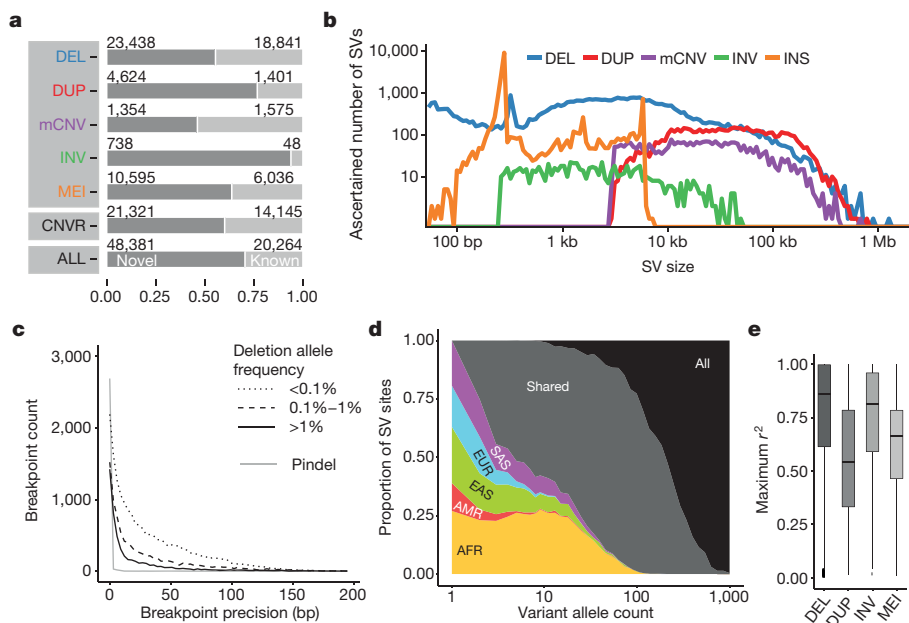 a
23,438 18,841
DEL
4,624 1,401
DUP
1,354 1,575
mCNV
738 48
INV
10,595 6,036
MEI
21,321 14,145
CNVR
48,381 20,264
ALL Novel Known
0.00 0.25 0.50 0.75 1.00
b
Ascertained number of SVs
10,000
1,000
100
10
DEL DUP mCNV INV INS
100 bp 1 kb 10 kb 100 kb 1 Mb
SV size
c
Breakpoint count
3,000
2,000
1,000
0
Deletion allele
frequency
<0.1%
0.1%–1%
>1%
Pindel
0 50 100 150 200
Breakpoint precision (bp)
d
Proportion of SV sites
1.00
0.75
0.50
0.25
0.00
All
Shared
SAS
EUR
EAS
AMR
AFR
1 10 100 1,000
Variant allele count
e
Maximum r²
1.00
0.75
0.50
0.25
0.00
DEL DUP INV MEI